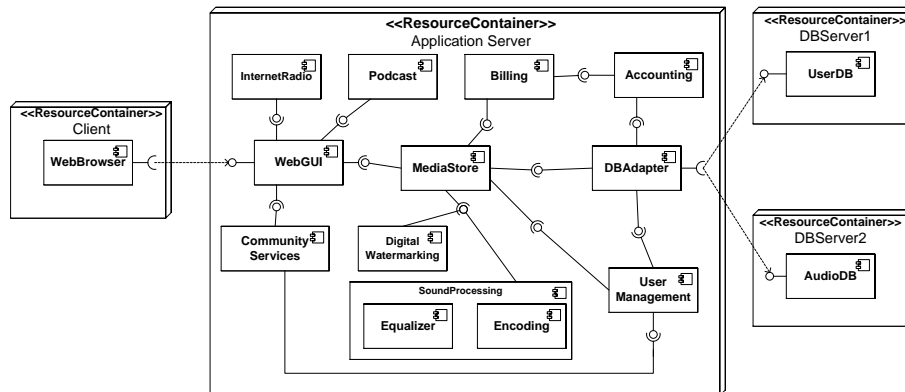 <<ResourceContainer>>
Client
WebBrowser
<<ResourceContainer>>
Application Server
InternetRadio
Podcast
Billing
Accounting
WebGUI
MediaStore
DBAdapter
Community
Services
Digital
Watermarking
SoundProcessing
Equalizer
Encoding
User
Management
<<ResourceContainer>>
DBServer1
UserDB
<<ResourceContainer>>
DBServer2
AudioDB